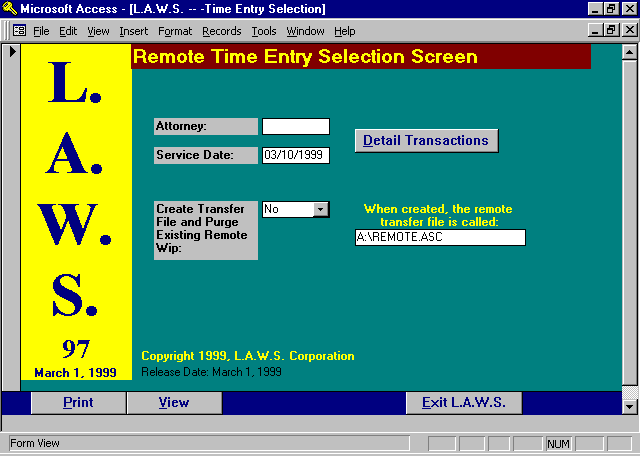 Microsoft Access - [L.A.W.S. -- -Time Entry Selection]
File Edit View Insert Format Records Tools Window Help
Remote Time Entry Selection Screen
L.
A.
W.
S.
97
March 1, 1999
Attorney:
Service Date: 03/10/1999
Detail Transactions
Create Transfer
File and Purge
Existing Remote
Wip:
No
When created, the remote
transfer file is called:
A:\REMOTE.ASC
Copyright 1999, L.A.W.S. Corporation
Release Date: March 1, 1999
Print View Exit L.A.W.S.
Form View NUM